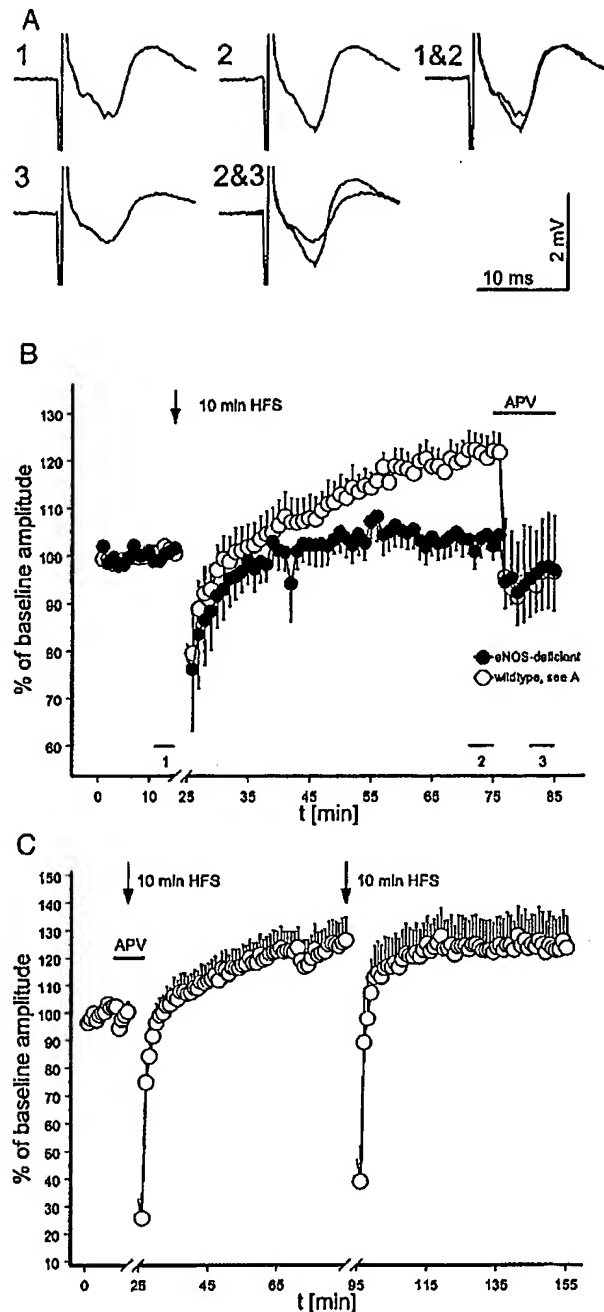 A
1 2 1&2
3 2&3
2 mV
10 ms
B
10 min HFS
APV
130
120
110
100
90
80
70
60
% of baseline amplitude
eNOS-deficiant
wildtype, see A
1 2 3
0 10 25 35 45 55 65 75 85
t [min]
C
10 min HFS 10 min HFS
APV
150
140
130
120
110
100
90
80
70
60
50
40
30
20
10
% of baseline amplitude
0 25 45 65 95 115 135 155
t [min]